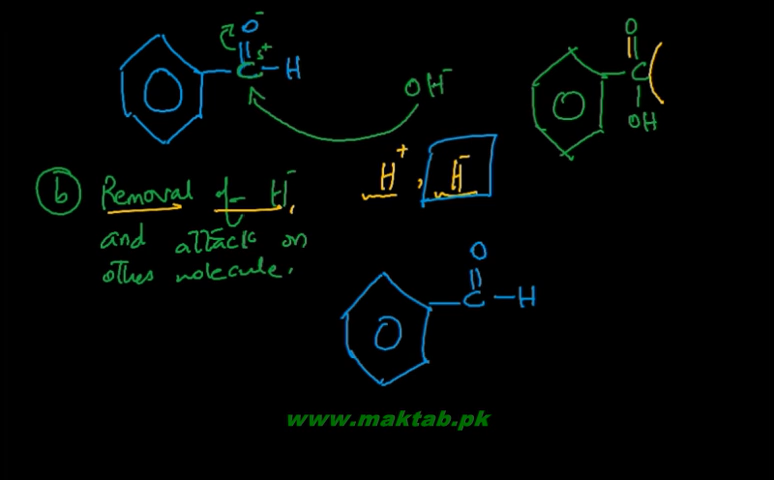 O⁻
O
C δ+ – H
OH⁻
C
OH
H⁺, H⁻
b Removal of H⁻,
and attack on
other molecule.
O
O
C – H
O
www.maktab.pk